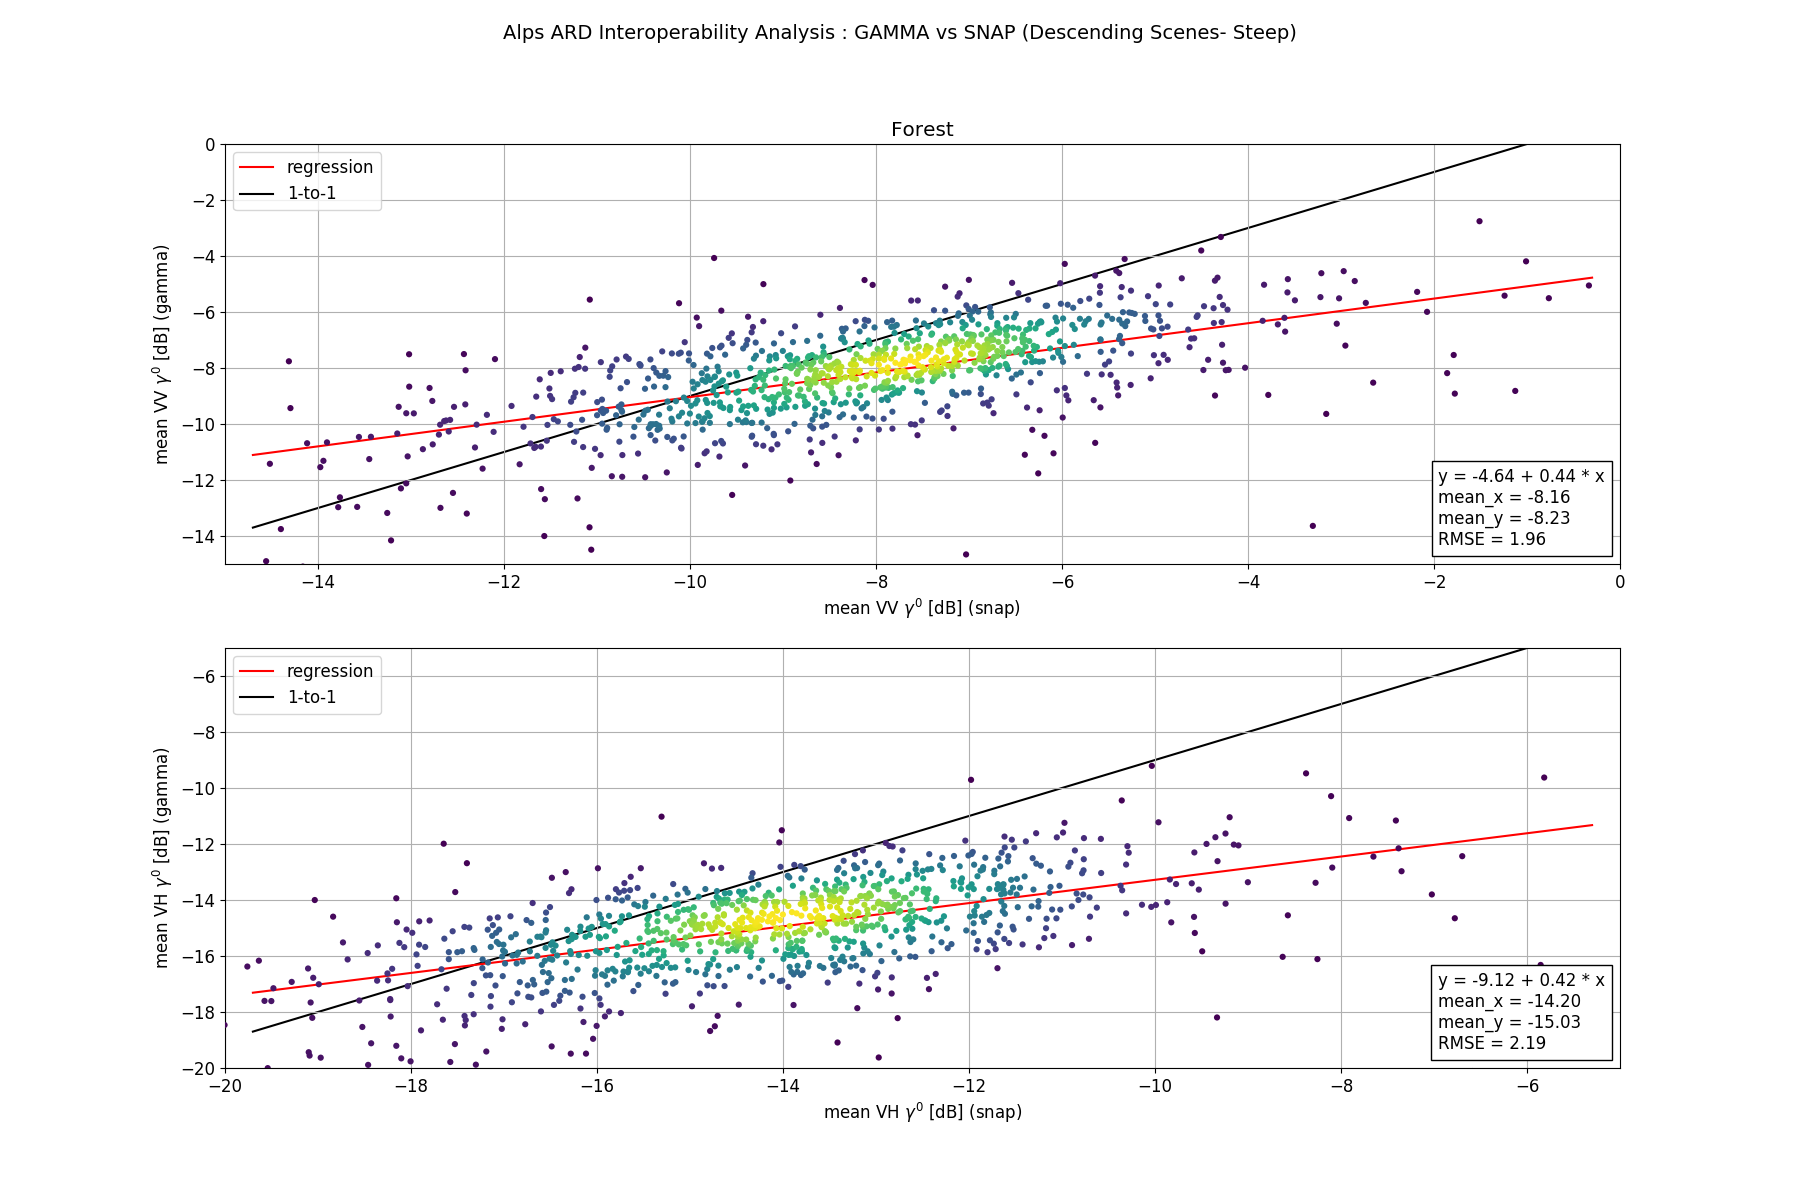 Alps ARD Interoperability Analysis : GAMMA vs SNAP (Descending Scenes- Steep)
Forest
regression
1-to-1
0
−2
−4
−6
−8
−10
−12
−14
mean VV γ⁰ [dB] (gamma)
y = -4.64 + 0.44 * x
mean_x = -8.16
mean_y = -8.23
RMSE = 1.96
−14 −12 −10 −8 −6 −4 −2 0
mean VV γ⁰ [dB] (snap)
regression
1-to-1
−6
−8
−10
−12
−14
−16
−18
−20
mean VH γ⁰ [dB] (gamma)
y = -9.12 + 0.42 * x
mean_x = -14.20
mean_y = -15.03
RMSE = 2.19
−20 −18 −16 −14 −12 −10 −8 −6
mean VH γ⁰ [dB] (snap)